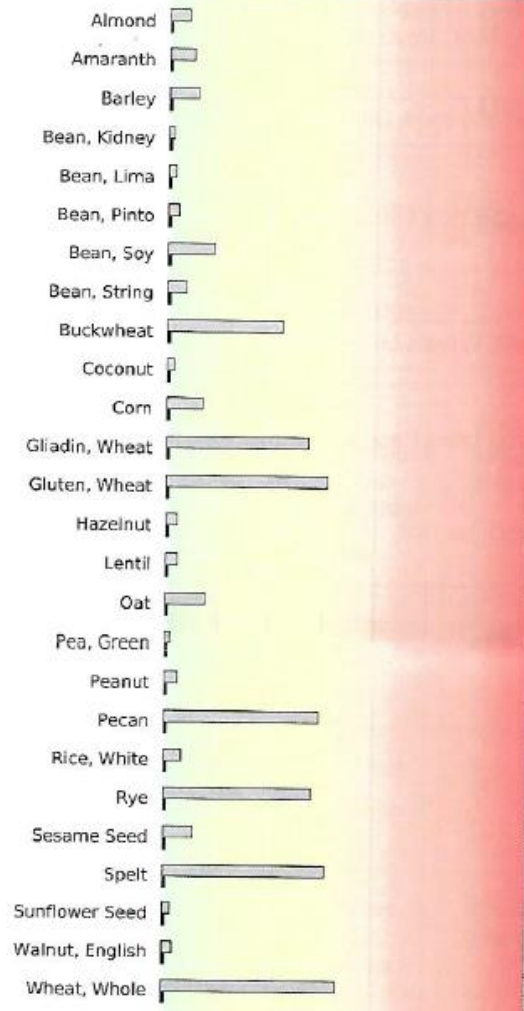 Almond
Amaranth
Barley
Bean, Kidney
Bean, Lima
Bean, Pinto
Bean, Soy
Bean, String
Buckwheat
Coconut
Corn
Gliadin, Wheat
Gluten, Wheat
Hazelnut
Lentil
Oat
Pea, Green
Peanut
Pecan
Rice, White
Rye
Sesame Seed
Spelt
Sunflower Seed
Walnut, English
Wheat, Whole